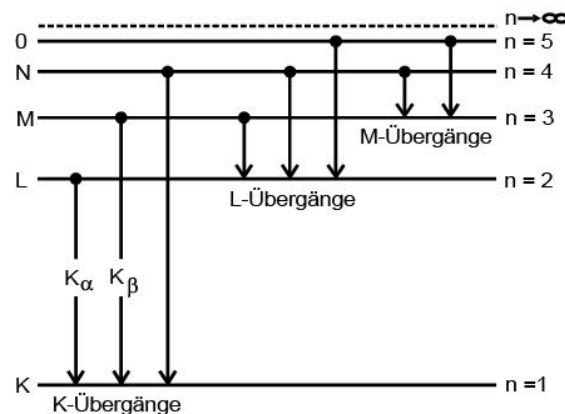 n→∞
0 n = 5
N n = 4
M n = 3
M-Übergänge
L n = 2
L-Übergänge
Kα Kβ
K n =1
K-Übergänge